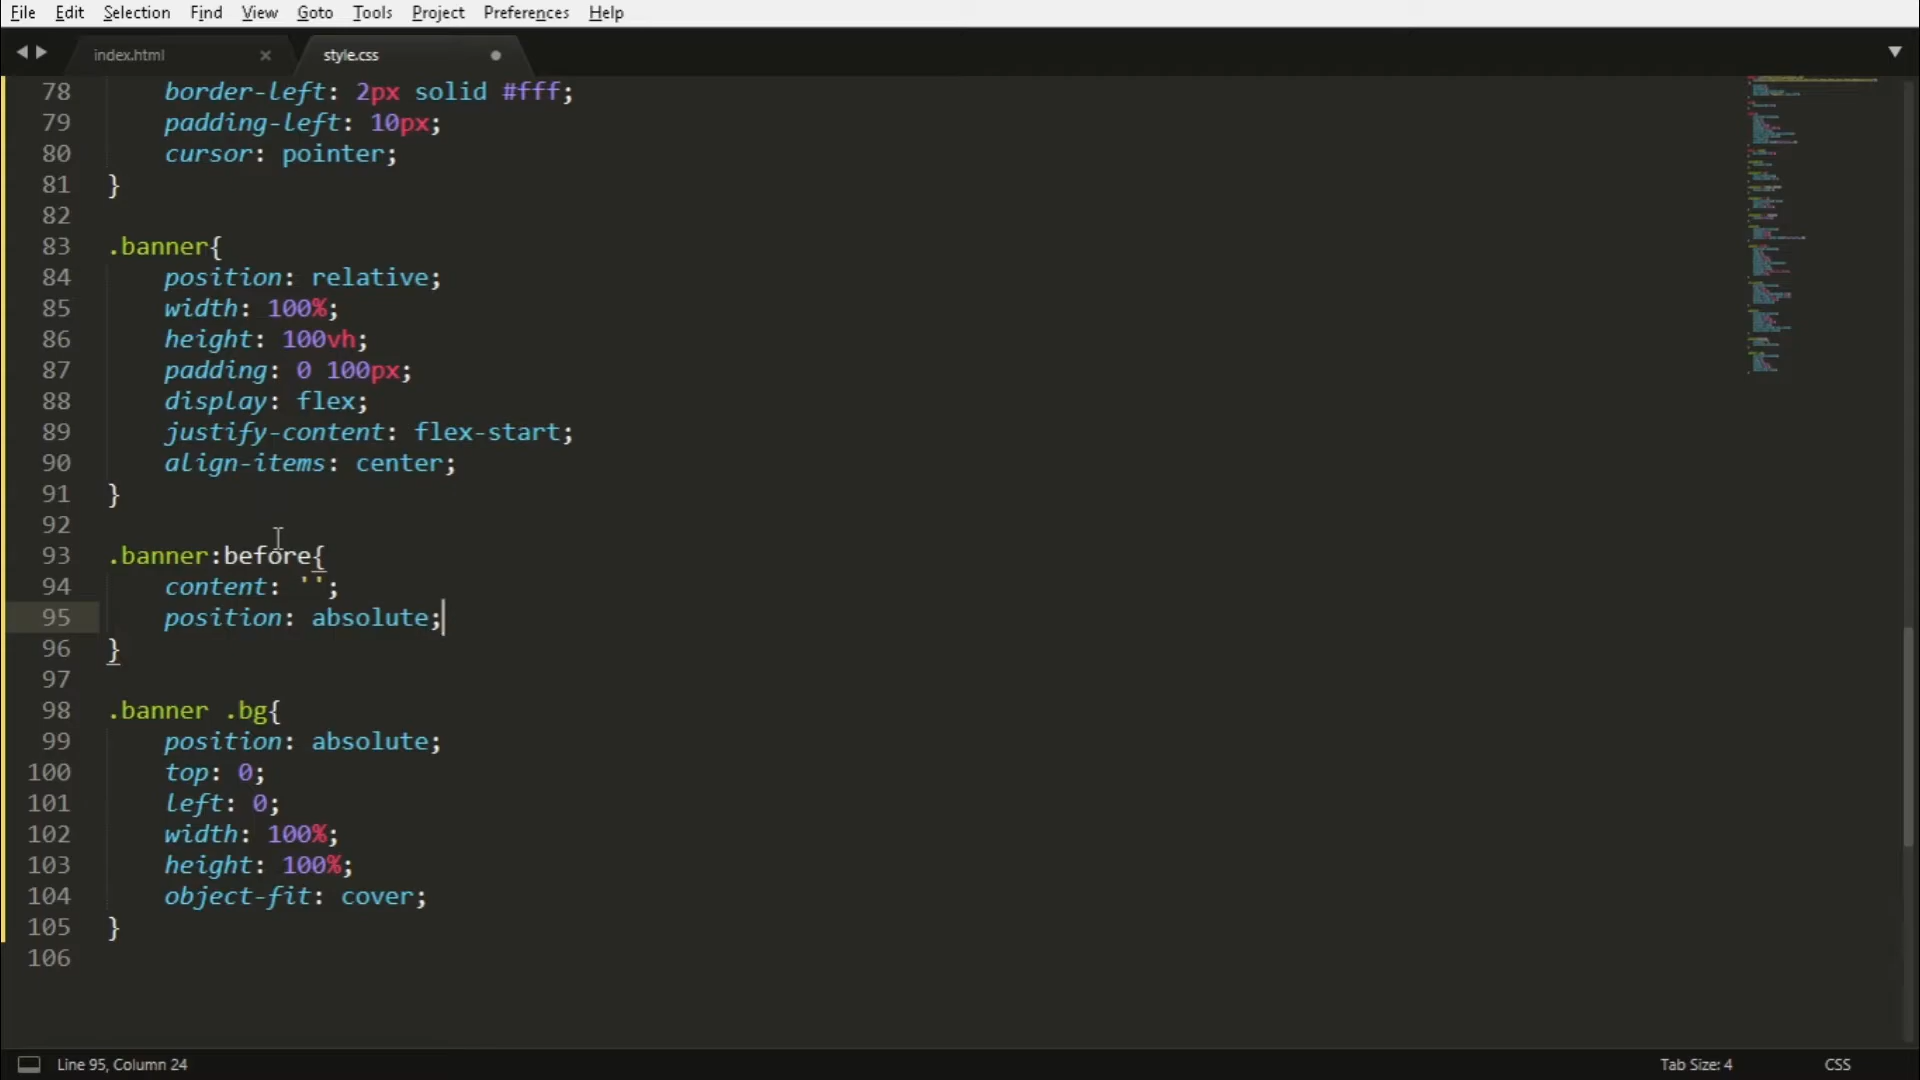 File Edit Selection Find View Goto Tools Project Preferences Help
index.html × style.css
78 border-left: 2px solid #fff;
79 padding-left: 10px;
80 cursor: pointer;
81 }
82
83 .banner{
84 position: relative;
85 width: 100%;
86 height: 100vh;
87 padding: 0 100px;
88 display: flex;
89 justify-content: flex-start;
90 align-items: center;
91 }
92
93 .banner:before{
94 content: '';
95 position: absolute;
96 }
97
98 .banner .bg{
99 position: absolute;
100 top: 0;
101 left: 0;
102 width: 100%;
103 height: 100%;
104 object-fit: cover;
105 }
106
Line 95, Column 24 Tab Size: 4 CSS